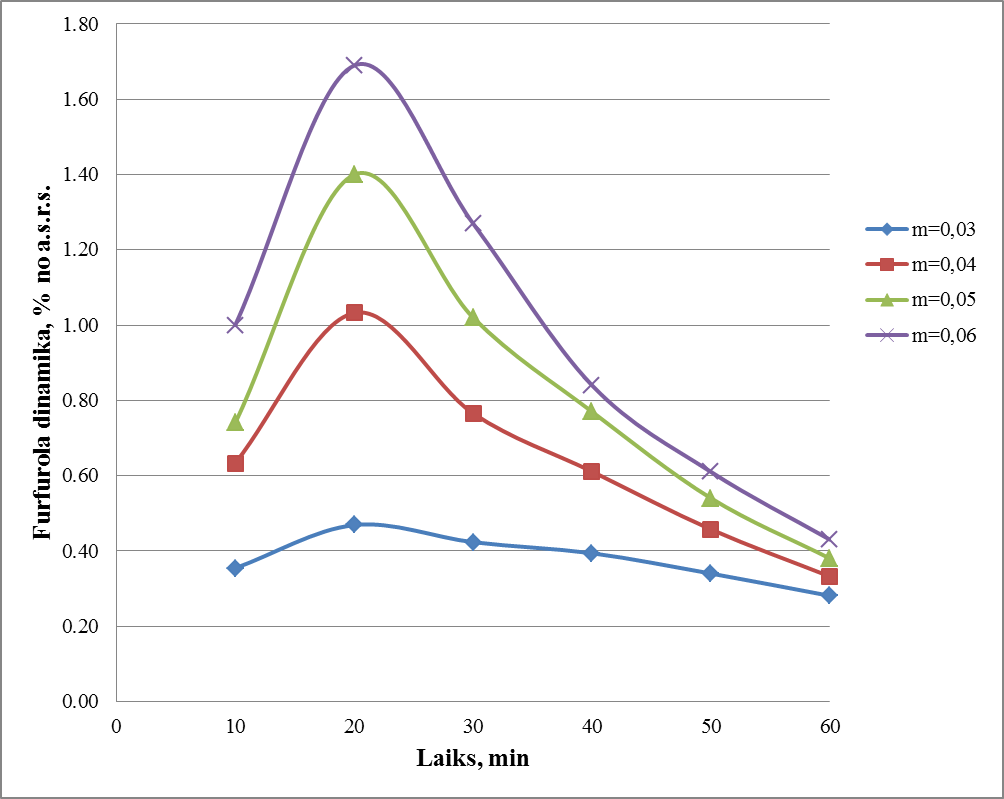 1.80
1.60
1.40
1.20
1.00
0.80
0.60
0.40
0.20
0.00
Furfurola dinamika, % no a.s.r.s.
0 10 20 30 40 50 60
Laiks, min
m=0,03
m=0,04
m=0,05
m=0,06